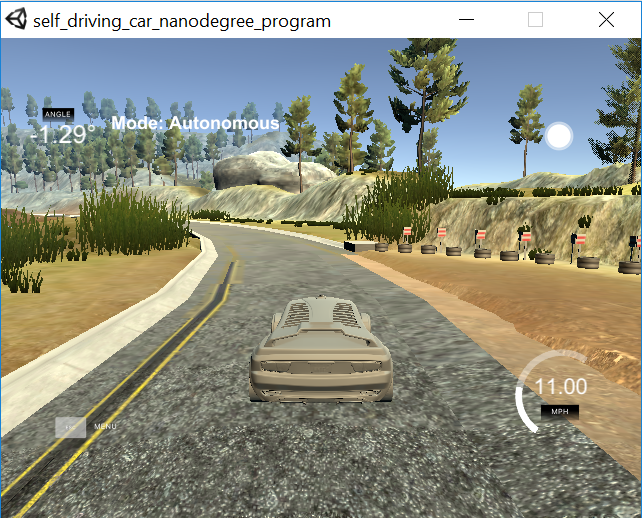 self_driving_car_nanodegree_program
ANGLE
-1.29°
Mode: Autonomous
11.00
MPH
MENU